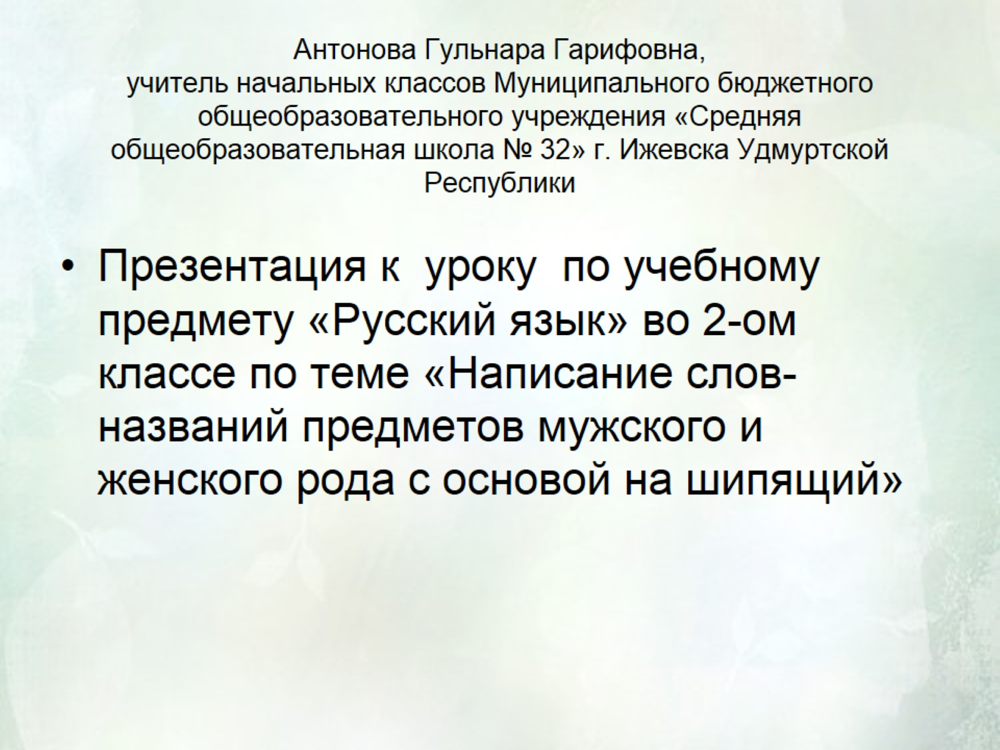 Антонова Гульнара Гарифовна,
учитель начальных классов Муниципального бюджетного
общеобразовательного учреждения «Средняя
общеобразовательная школа № 32» г. Ижевска Удмуртской
Республики
• Презентация к уроку по учебному
предмету «Русский язык» во 2-ом
классе по теме «Написание слов-
названий предметов мужского и
женского рода с основой на шипящий»